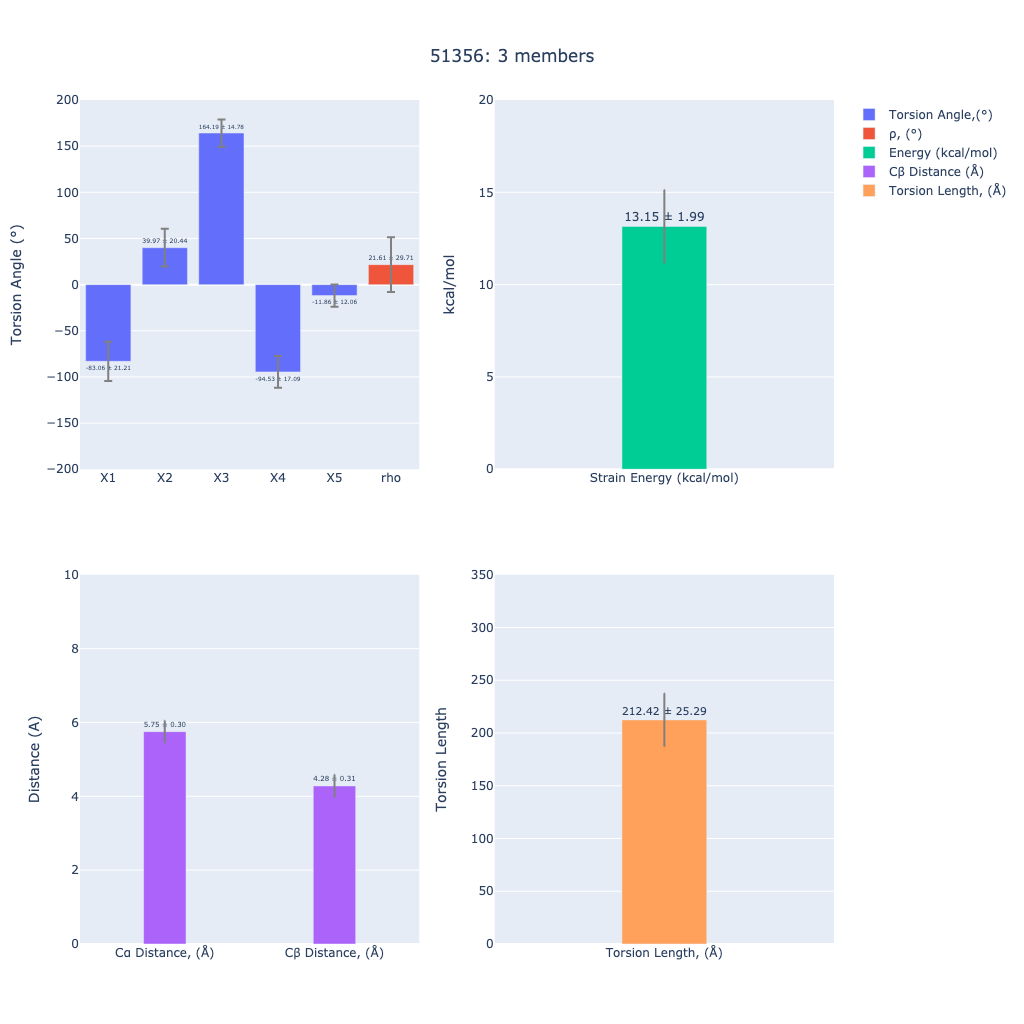 51356: 3 members
Torsion Angle (°)
200
150
100
50
0
−50
−100
−150
−200
-83.06 ± 21.21
39.97 ± 20.44
164.19 ± 14.78
-94.53 ± 17.09
-11.86 ± 12.06
21.61 ± 29.71
X1 X2 X3 X4 X5 rho
kcal/mol
20
15
10
5
0
13.15 ± 1.99
Strain Energy (kcal/mol)
Torsion Angle,(°)
ρ, (°)
Energy (kcal/mol)
Cβ Distance (Å)
Torsion Length, (Å)
Distance (A)
10
8
6
4
2
0
5.75 ± 0.30
4.28 ± 0.31
Cα Distance, (Å) Cβ Distance, (Å)
Torsion Length
350
300
250
200
150
100
50
0
212.42 ± 25.29
Torsion Length, (Å)